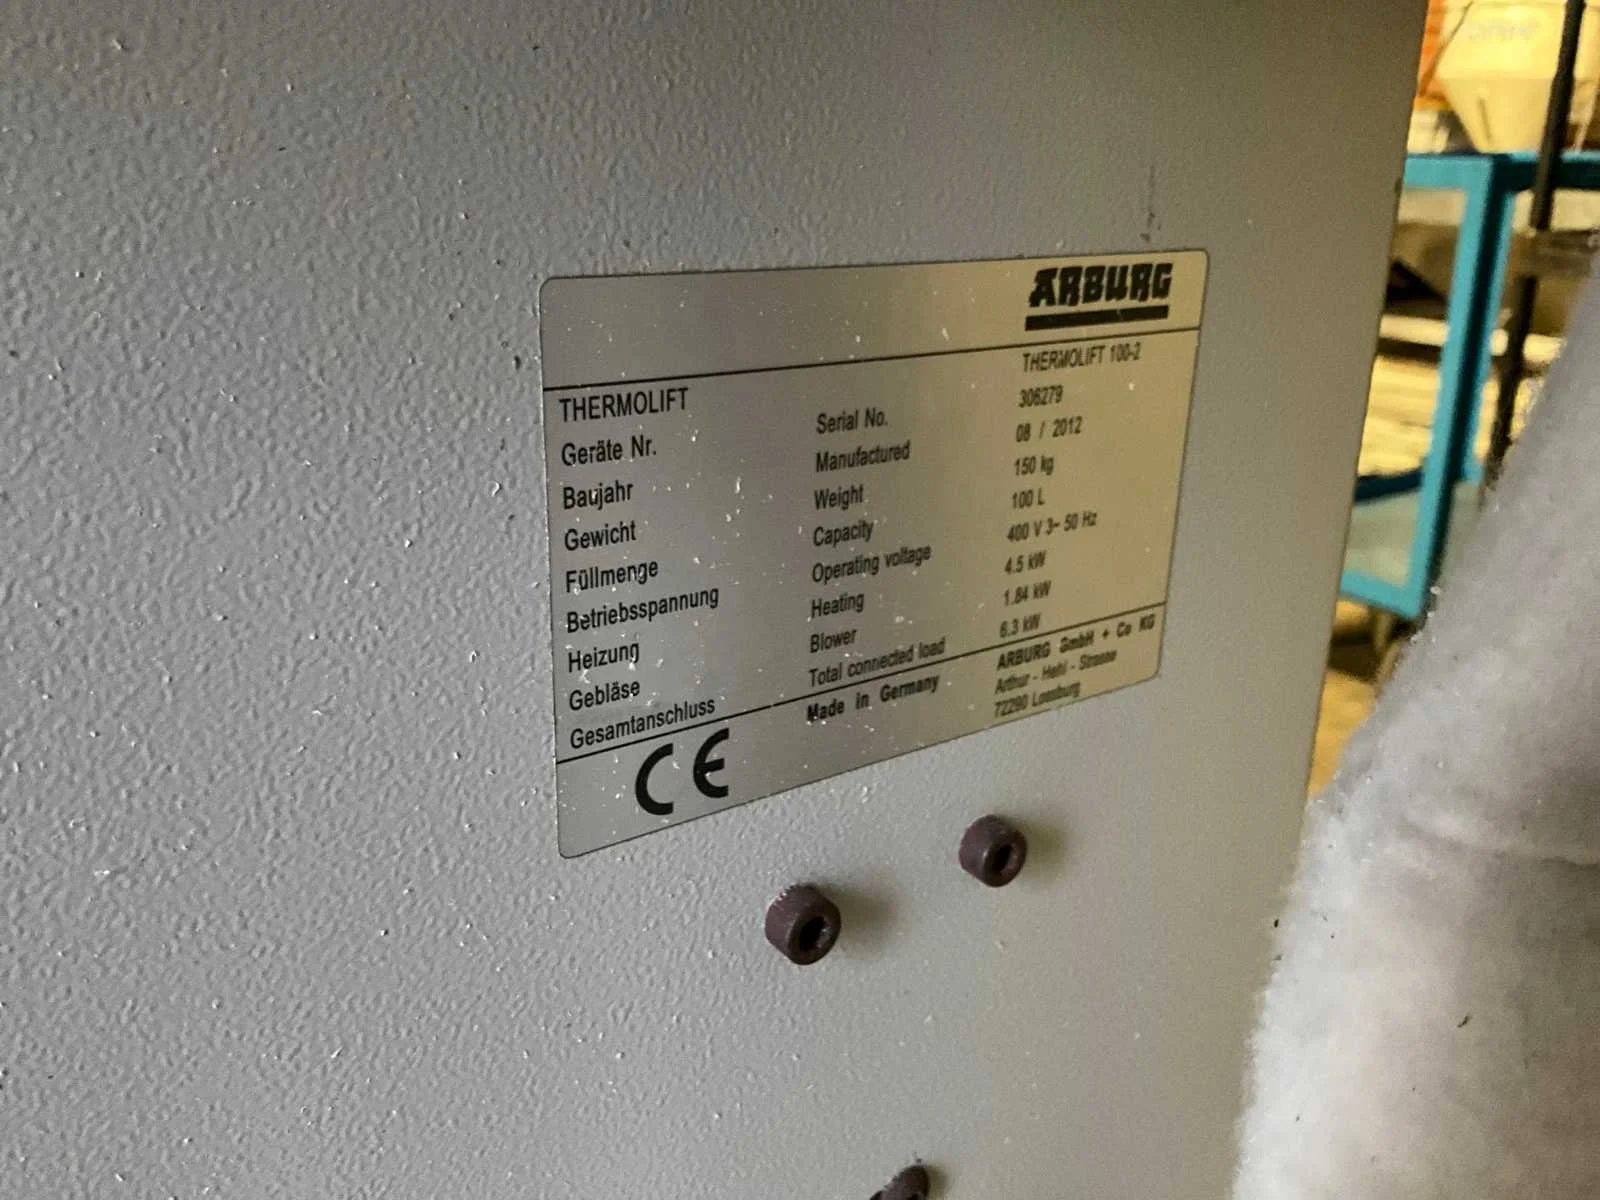 ARBURG
THERMOLIFT THERMOLIFT 100-2
Geräte Nr. Serial No. 306279
Baujahr Manufactured 08 / 2012
Gewicht Weight 150 kg
Füllmenge Capacity 100 L
Betriebsspannung Operating voltage 400 V 3~ 50 Hz
Heizung Heating 4.5 kW
Gebläse Blower 1.84 kW
Gesamtanschluss Total connected load 6.3 kW
CE Made in Germany ARBURG GmbH + Co KG
Arthur - Hehl - Strasse
72290 Lossburg